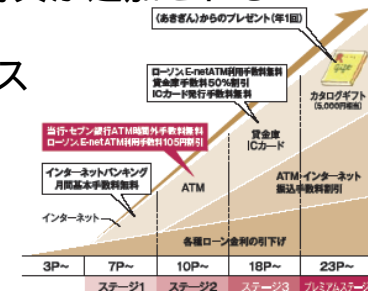 ス
〈あきぎん〉からのプレゼント(年1回)
ローソン、E-netATM利用手数料無料
貸金庫手数料50%割引
ICカード発行手数料無料
カタログギフト
(5,000円相当)
当行・セブン銀行ATM時間外手数料無料
ローソン、E-netATM利用手数料105円割引
貸金庫
ICカード
インターネットバンキング
月間基本手数料無料
ATM
ATM・インターネット
振込手数料割引
インターネット
各種ローン金利の引下げ
3P～ 7P～ 10P～ 18P～ 23P～
ステージ1 ステージ2 ステージ3 プレミアムステージ